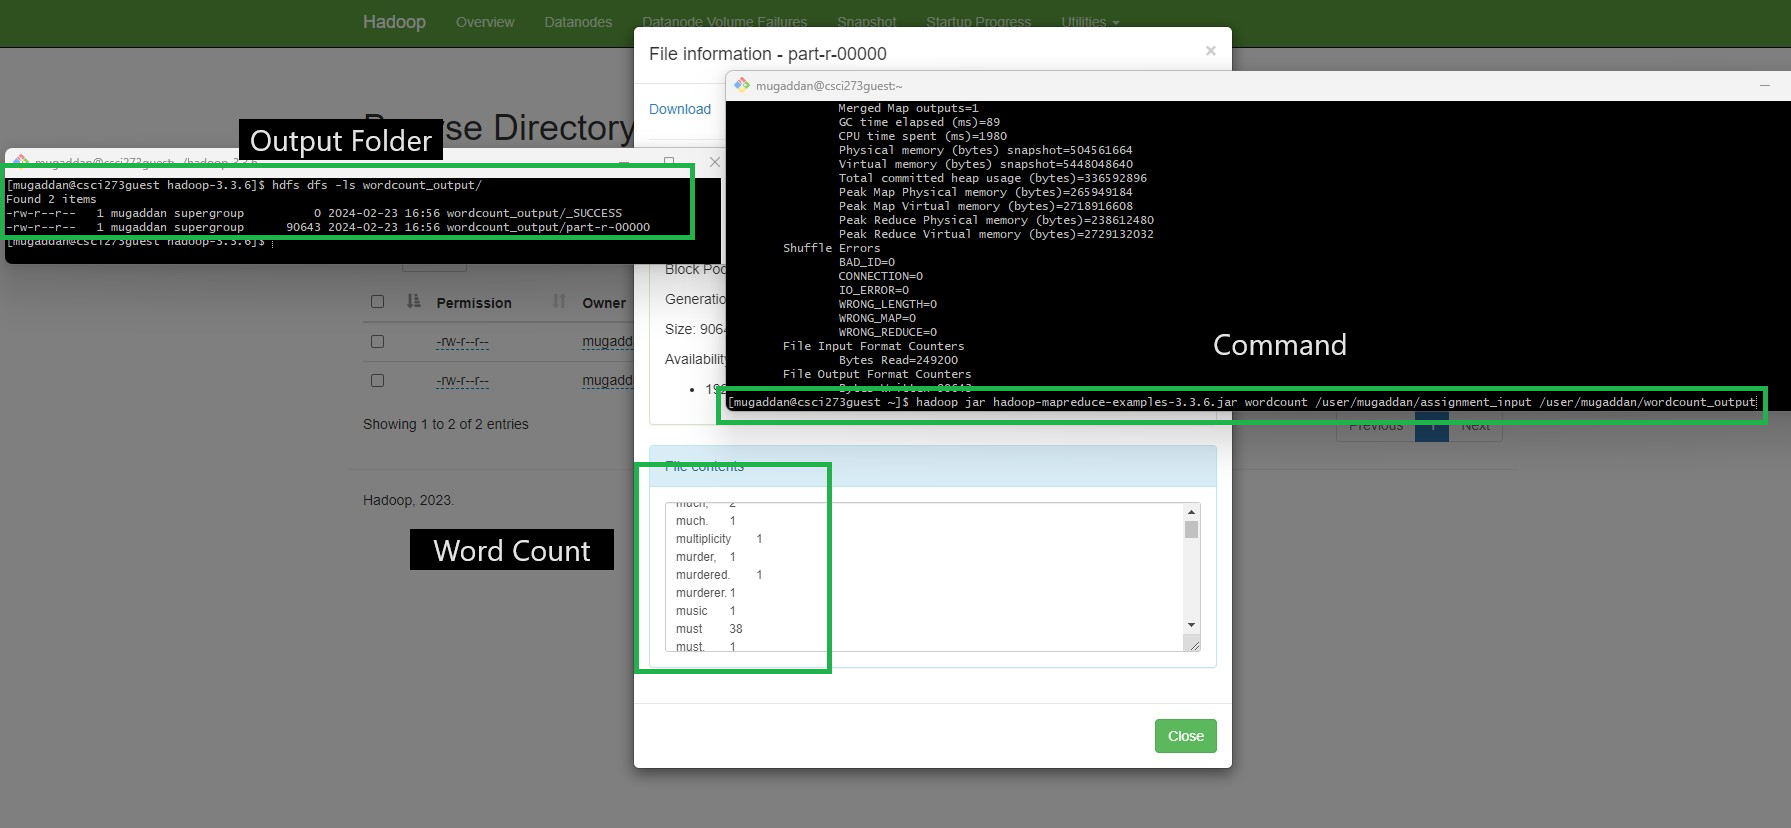 Hadoop Overview Datanodes Datanode Volume Failures Snapshot Startup Progress Utilities
File information - part-r-00000
×
Download
Directory
Output Folder
mugaddan@csci273guest:~/hadoop-3.3.6
[mugaddan@csci273guest hadoop-3.3.6]$ hdfs dfs -ls wordcount_output/
Found 2 items
-rw-r--r-- 1 mugaddan supergroup 0 2024-02-23 16:56 wordcount_output/_SUCCESS
-rw-r--r-- 1 mugaddan supergroup 90643 2024-02-23 16:56 wordcount_output/part-r-00000
[mugaddan@csci273guest hadoop-3.3.6]$
mugaddan@csci273guest:~
Merged Map outputs=1
GC time elapsed (ms)=89
CPU time spent (ms)=1980
Physical memory (bytes) snapshot=504561664
Virtual memory (bytes) snapshot=5448048640
Total committed heap usage (bytes)=336592896
Peak Map Physical memory (bytes)=265949184
Peak Map Virtual memory (bytes)=2718916608
Peak Reduce Physical memory (bytes)=238612480
Peak Reduce Virtual memory (bytes)=2729132032
Shuffle Errors
BAD_ID=0
CONNECTION=0
IO_ERROR=0
WRONG_LENGTH=0
WRONG_MAP=0
WRONG_REDUCE=0
File Input Format Counters
Bytes Read=249200
File Output Format Counters
Bytes Written=90643
Command
[mugaddan@csci273guest ~]$ hadoop jar hadoop-mapreduce-examples-3.3.6.jar wordcount /user/mugaddan/assignment_input /user/mugaddan/wordcount_output
Block
Size:
Permission Owner
-rw-r--r--
-rw-r--r--
Showing 1 to 2 of 2 entries
Previous 1 Next
Hadoop, 2023.
Word Count
File contents
much, 2
much. 1
multiplicity 1
murder, 1
murdered. 1
murderer. 1
music 1
must 38
must. 1
Close